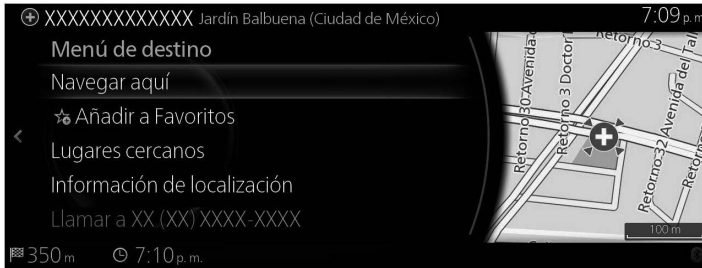 XXXXXXXXXXXXX Jardín Balbuena (Ciudad de México) 7:09 p. m.
Menú de destino
Navegar aquí
Añadir a Favoritos
Lugares cercanos
Información de localización
Llamar a XX (XX) XXXX-XXXX
350 m 7:10 p. m.
Retorno 3
Retorno 30 Avenida
Retorno 3 Doctor
Retorno 32 Avenida del Tall
Retorno
100 m